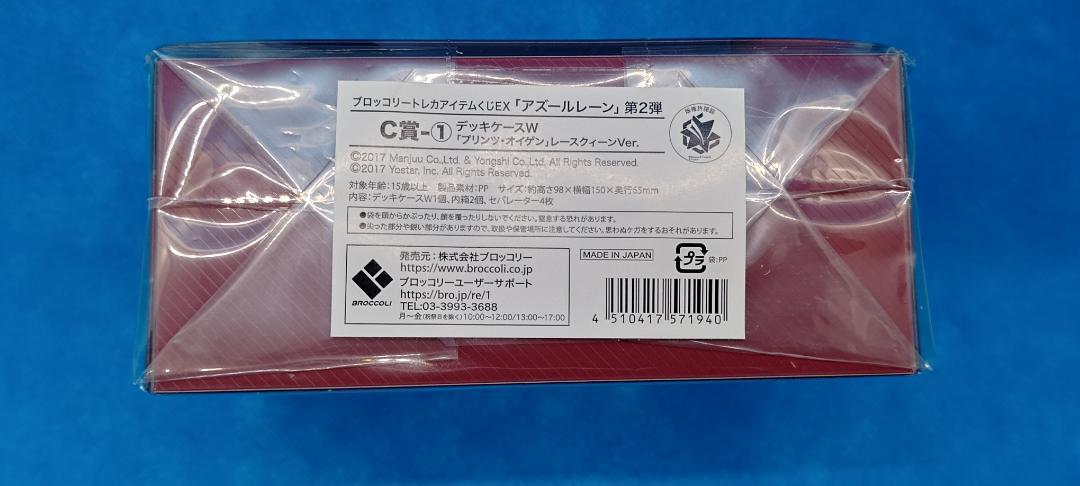 ブロッコリートレカアイテムくじEX「アズールレーン」第2弾
C賞-① デッキケースW
「プリンツ・オイゲン」レースクィーンVer.
©2017 Manjuu Co.,Ltd. & Yongshi Co.,Ltd. All Rights Reserved.
©2017 Yostar, Inc. All Rights Reserved.
対象年齢:15歳以上 製品素材:PP サイズ:約高さ98×横幅150×奥行65mm
内容:デッキケースW1個、内箱2個、セパレーター4枚
●袋を頭からかぶったり、顔を覆ったりしないでください。窒息する恐れがあります。
●尖った部分や鋭い部分がありますので、取扱や保管場所に注意してください。思わぬケガをするおそれがあります。
BROCCOLI
発売元:株式会社ブロッコリー
https://www.broccoli.co.jp
ブロッコリーユーザーサポート
https://bro.jp/re/1
TEL:03-3993-3688
月~金(祝祭日を除く)10:00~12:00/13:00~17:00
MADE IN JAPAN
プラ 袋:PP
4 510417 571940
版権許諾証